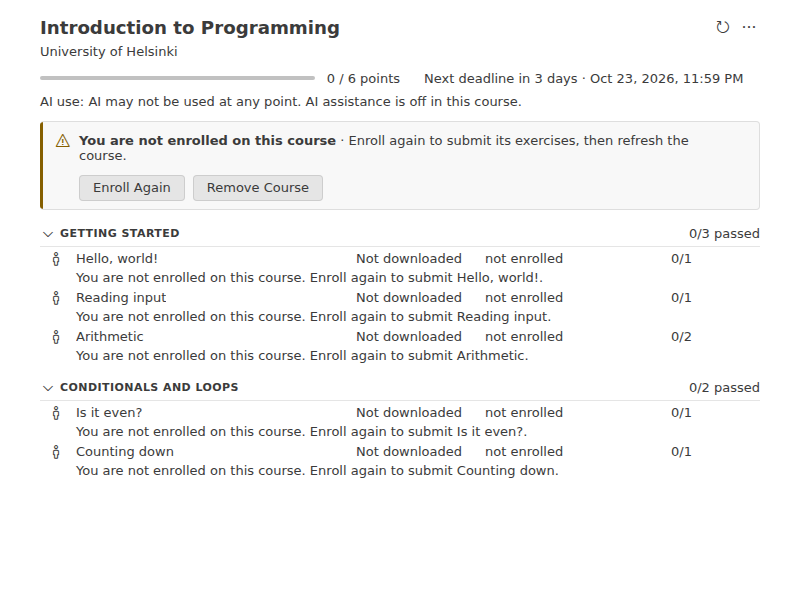 Introduction to Programming
University of Helsinki
0 / 6 points Next deadline in 3 days · Oct 23, 2026, 11:59 PM
AI use: AI may not be used at any point. AI assistance is off in this course.
You are not enrolled on this course · Enroll again to submit its exercises, then refresh the
course.
Enroll Again Remove Course
GETTING STARTED 0/3 passed
Hello, world! Not downloaded not enrolled 0/1
You are not enrolled on this course. Enroll again to submit Hello, world!.
Reading input Not downloaded not enrolled 0/1
You are not enrolled on this course. Enroll again to submit Reading input.
Arithmetic Not downloaded not enrolled 0/2
You are not enrolled on this course. Enroll again to submit Arithmetic.
CONDITIONALS AND LOOPS 0/2 passed
Is it even? Not downloaded not enrolled 0/1
You are not enrolled on this course. Enroll again to submit Is it even?.
Counting down Not downloaded not enrolled 0/1
You are not enrolled on this course. Enroll again to submit Counting down.